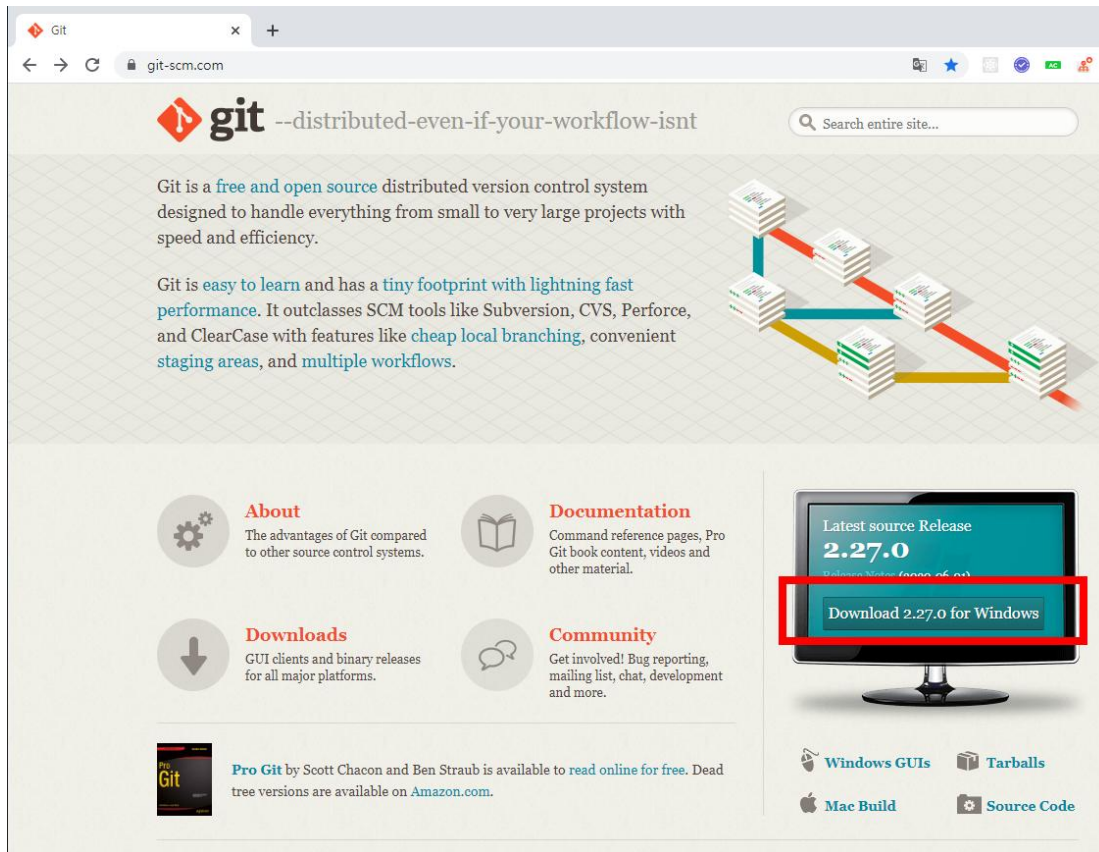 Git
git-scm.com
git --distributed-even-if-your-workflow-isnt
Search entire site...
Git is a free and open source distributed version control system
designed to handle everything from small to very large projects with
speed and efficiency.
Git is easy to learn and has a tiny footprint with lightning fast
performance. It outclasses SCM tools like Subversion, CVS, Perforce,
and ClearCase with features like cheap local branching, convenient
staging areas, and multiple workflows.
About
The advantages of Git compared
to other source control systems.
Documentation
Command reference pages, Pro
Git book content, videos and
other material.
Downloads
GUI clients and binary releases
for all major platforms.
Community
Get involved! Bug reporting,
mailing list, chat, development
and more.
Pro
Git
Pro Git by Scott Chacon and Ben Straub is available to read online for free. Dead
tree versions are available on Amazon.com.
Latest source Release
2.27.0
Release Notes (2020-06-01)
Download 2.27.0 for Windows
Windows GUIs
Tarballs
Mac Build
Source Code